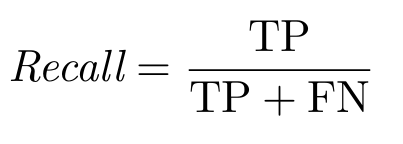 Recall = TP / TP + FN